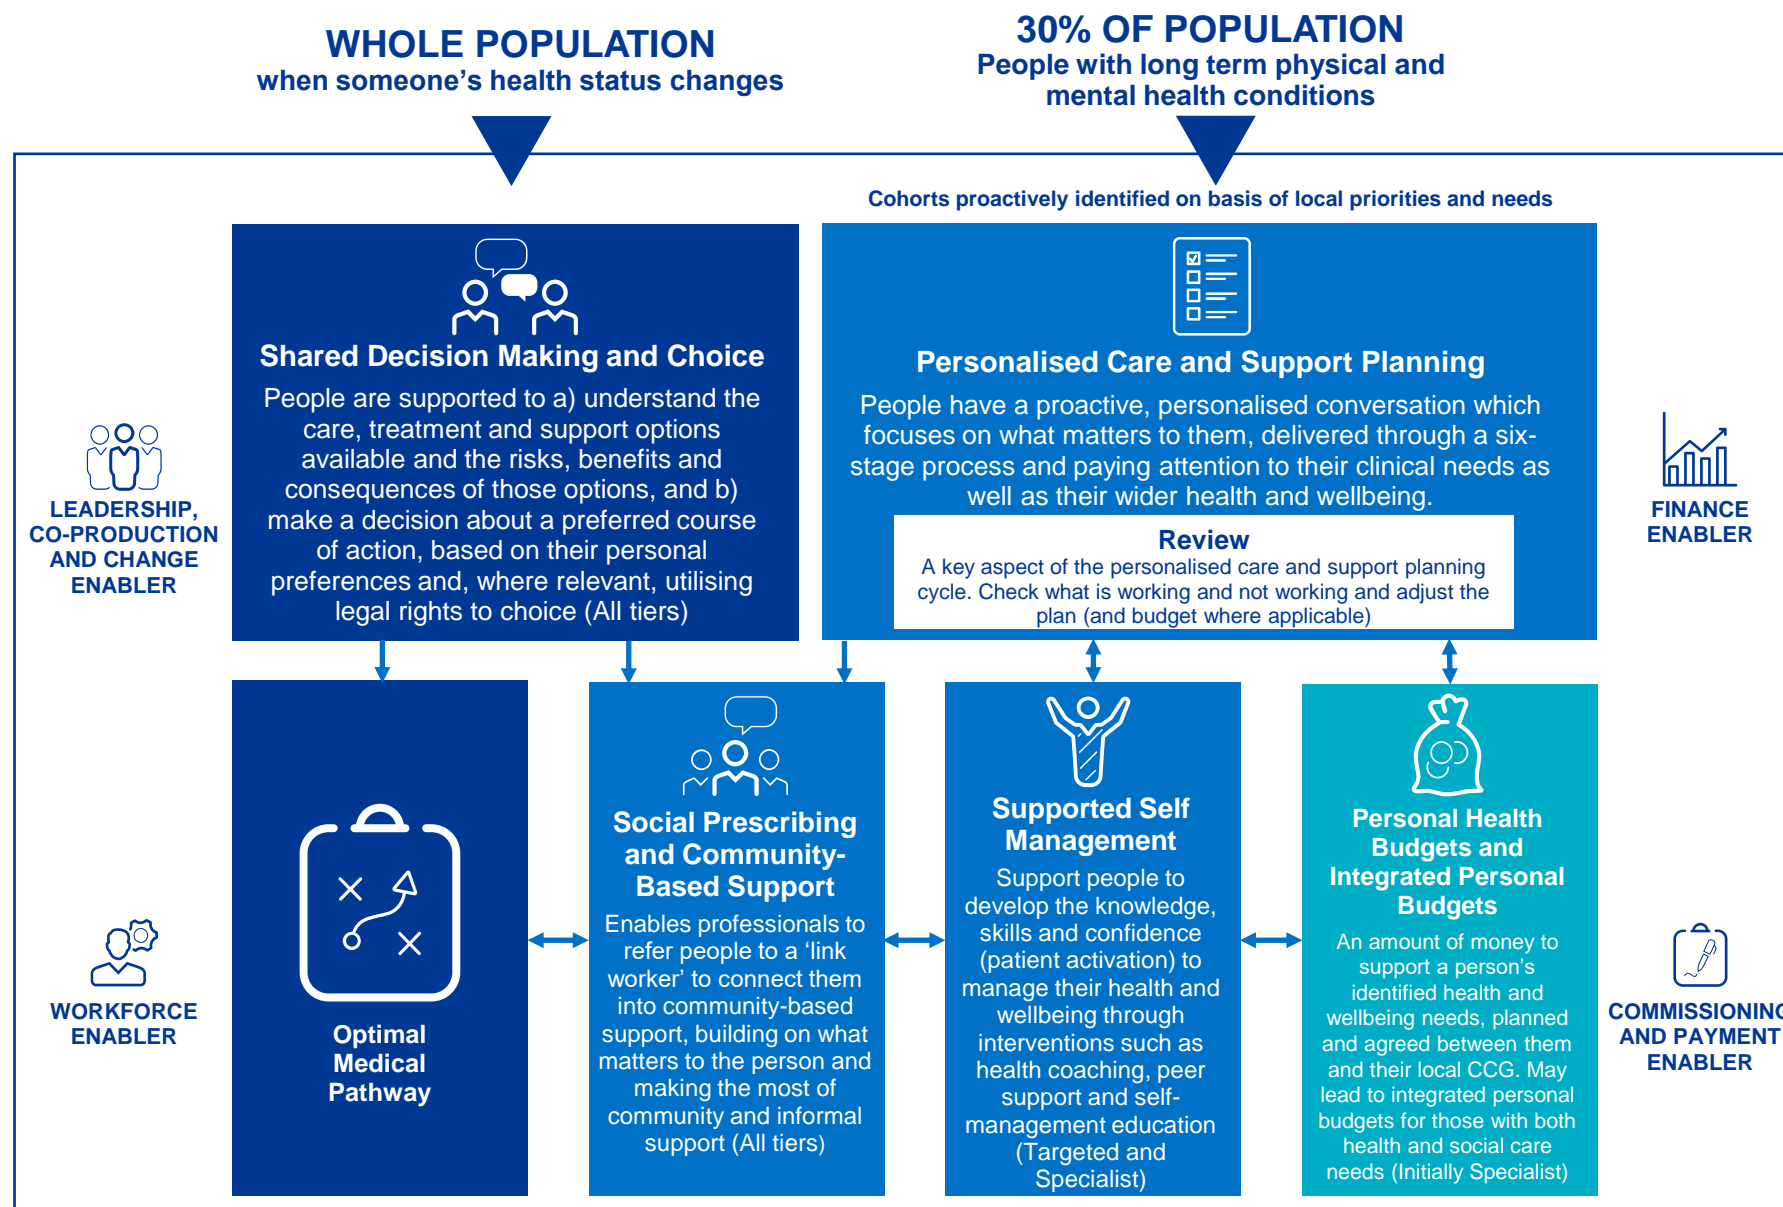 WHOLE POPULATION
when someone's health status changes
30% OF POPULATION
People with long term physical and
mental health conditions
Cohorts proactively identified on basis of local priorities and needs
Shared Decision Making and Choice
People are supported to a) understand the
care, treatment and support options
available and the risks, benefits and
consequences of those options, and b)
make a decision about a preferred course
of action, based on their personal
preferences and, where relevant, utilising
legal rights to choice (All tiers)
Personalised Care and Support Planning
People have a proactive, personalised conversation which
focuses on what matters to them, delivered through a six-
stage process and paying attention to their clinical needs as
well as their wider health and wellbeing.
Review
A key aspect of the personalised care and support planning
cycle. Check what is working and not working and adjust the
plan (and budget where applicable)
LEADERSHIP,
CO-PRODUCTION
AND CHANGE
ENABLER
FINANCE
ENABLER
WORKFORCE
ENABLER
Optimal
Medical
Pathway
Social Prescribing
and Community-
Based Support
Enables professionals to
refer people to a ‘link
worker’ to connect them
into community-based
support, building on what
matters to the person and
making the most of
community and informal
support (All tiers)
Supported Self
Management
Support people to
develop the knowledge,
skills and confidence
(patient activation) to
manage their health and
wellbeing through
interventions such as
health coaching, peer
support and self-
management education
(Targeted and
Specialist)
Personal Health
Budgets and
Integrated Personal
Budgets
An amount of money to
support a person’s
identified health and
wellbeing needs, planned
and agreed between them
and their local CCG. May
lead to integrated personal
budgets for those with both
health and social care
needs (Initially Specialist)
COMMISSIONING
AND PAYMENT
ENABLER